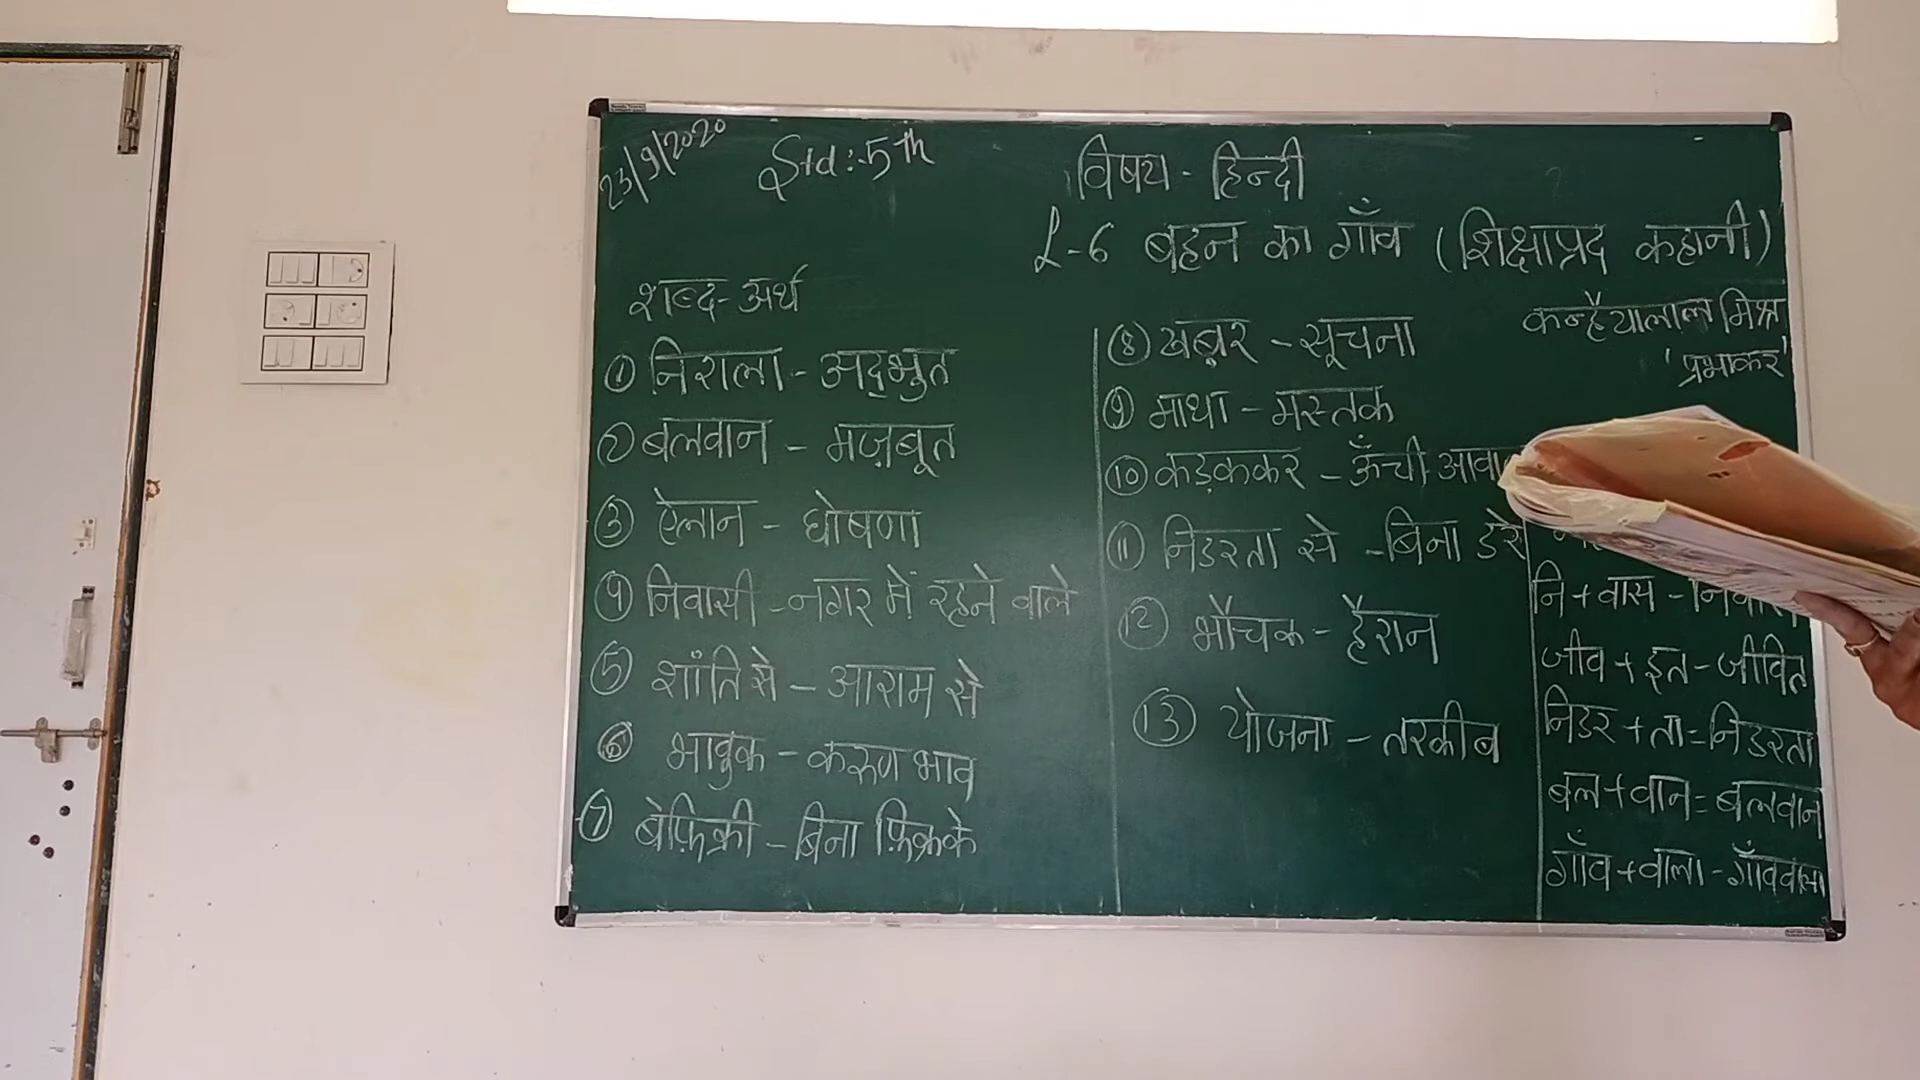 23/9/2020
Std:-5th
विषय - हिन्दी
L-6 बहन का गाँव (शिक्षाप्रद कहानी)
कन्हैयालाल मिश्र
'प्रभाकर'
शब्द-अर्थ
① निराला - अद्भुत
② बलवान - मज़बूत
③ ऐलान - घोषणा
④ निवासी - नगर में रहने वाले
⑤ शांति से - आराम से
⑥ भावुक - करुण भाव
⑦ बेफ़िक्री - बिना फ़िक्र के
⑧ ख़बर - सूचना
⑨ माथा - मस्तक
⑩ कड़ककर - ऊँची
⑪ निडरता से - बिना डरे
⑫ भौचक - हैरान
⑬ योजना - तरकीब
नि + वास -
जीव + इत - जीवित
निडर + ता = निडरता
बल + वान = बलवान
गाँव + वाला - गाँववाला